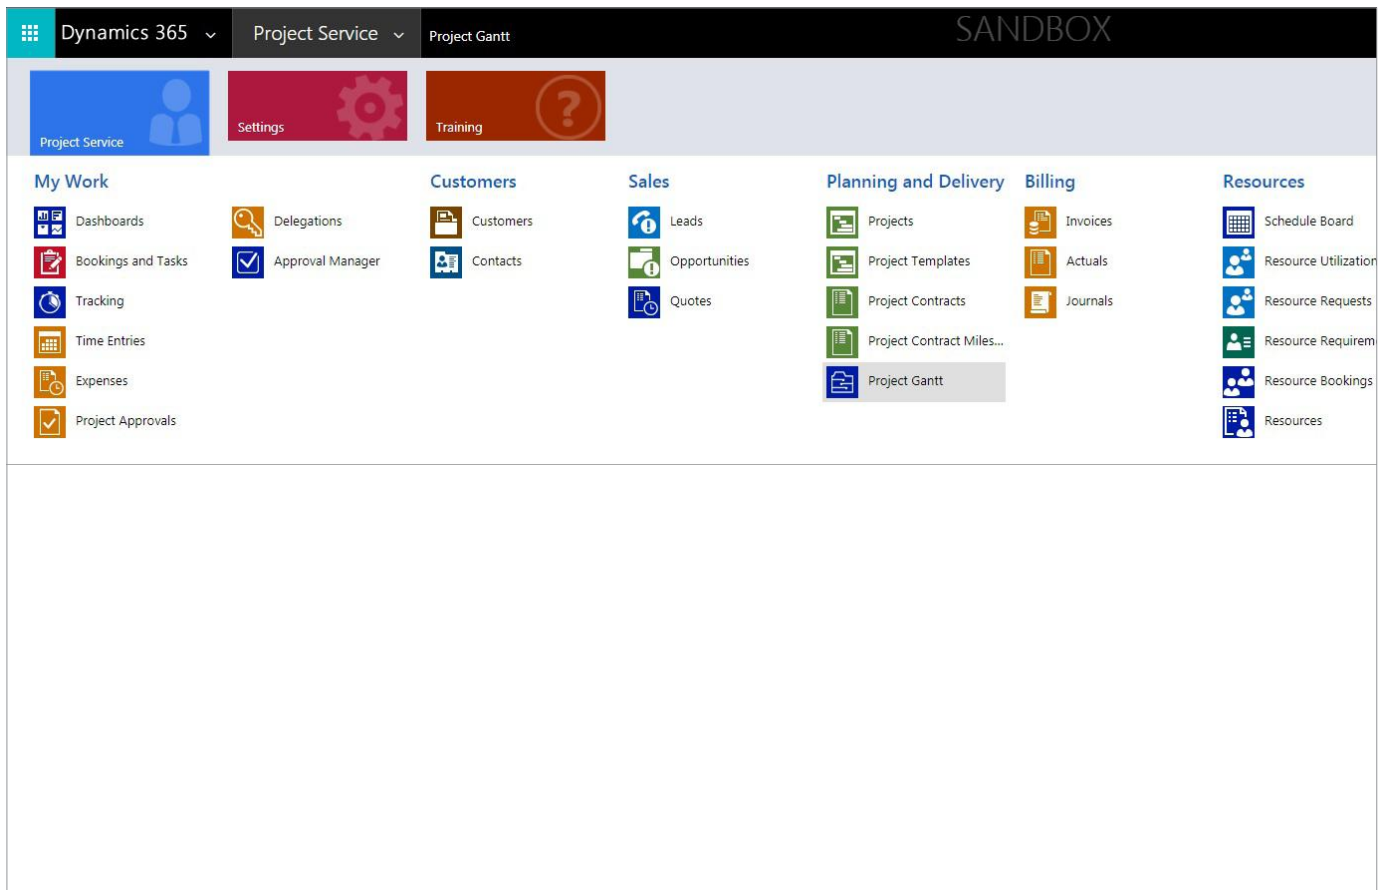 Dynamics 365 Project Service Project Gantt SANDBOX
Project Service
Settings
Training
My Work
Dashboards
Bookings and Tasks
Tracking
Time Entries
Expenses
Project Approvals
Delegations
Approval Manager
Customers
Customers
Contacts
Sales
Leads
Opportunities
Quotes
Planning and Delivery
Projects
Project Templates
Project Contracts
Project Contract Miles...
Project Gantt
Billing
Invoices
Actuals
Journals
Resources
Schedule Board
Resource Utilization
Resource Requests
Resource Requirem
Resource Bookings
Resources